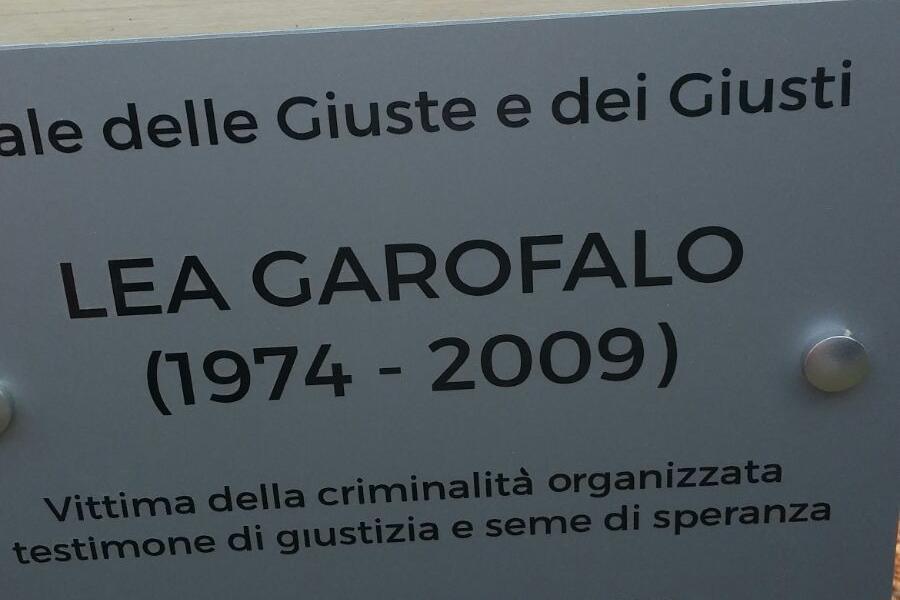 ale delle Giuste e dei Giusti
LEA GAROFALO
(1974 - 2009)
Vittima della criminalità organizzata
testimone di giustizia e seme di speranza